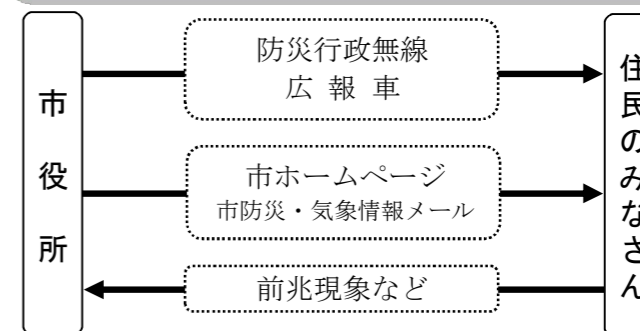 市役所
防災行政無線
広報車
市ホームページ
市防災・気象情報メール
前兆現象など
住民のみなさん